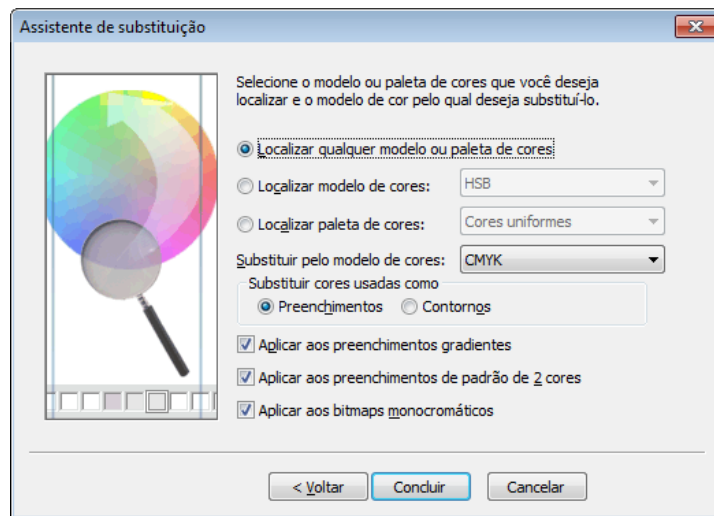 Assistente de substituição
Selecione o modelo ou paleta de cores que você deseja
localizar e o modelo de cor pelo qual deseja substituí-lo.
Localizar qualquer modelo ou paleta de cores
Localizar modelo de cores: HSB
Localizar paleta de cores: Cores uniformes
Substituir pelo modelo de cores: CMYK
Substituir cores usadas como
Preenchimentos Contornos
Aplicar aos preenchimentos gradientes
Aplicar aos preenchimentos de padrão de 2 cores
Aplicar aos bitmaps monocromáticos
< Voltar Concluir Cancelar